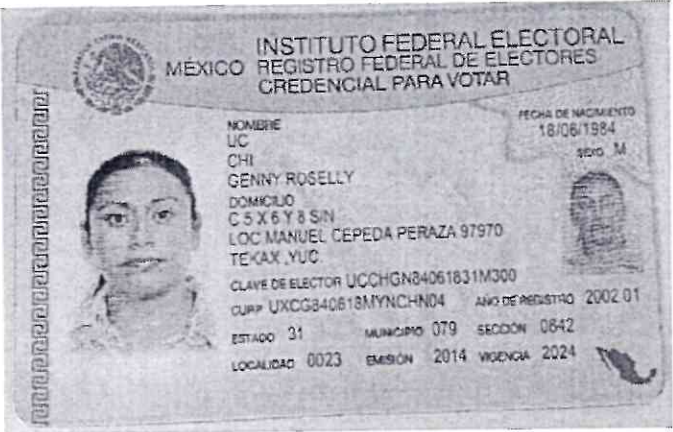 INSTITUTO FEDERAL ELECTORAL
MÉXICO REGISTRO FEDERAL DE ELECTORES
CREDENCIAL PARA VOTAR
NOMBRE
UC
CHI
GENNY ROSELLY
FECHA DE NACIMIENTO
18/06/1984
SEXO M
DOMICILIO
C 5 X 6 Y 8 S/N
LOC MANUEL CEPEDA PERAZA 97970
TEKAX ,YUC.
CLAVE DE ELECTOR UCCHGN84061831M300
CURP UXCG840618MYNCHN04 AÑO DE REGISTRO 2002 01
ESTADO 31 MUNICIPIO 079 SECCIÓN 0642
LOCALIDAD 0023 EMISIÓN 2014 VIGENCIA 2024